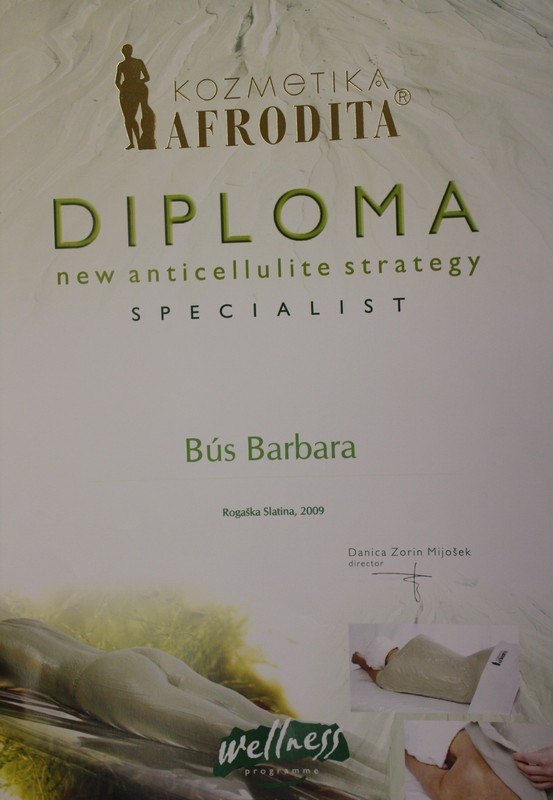 KOZMETIKA
AFRODITA®
DIPLOMA
new anticellulite strategy
SPECIALIST
Bús Barbara
Rogaška Slatina, 2009
Danica Zorin Mijošek
director
wellness
programme